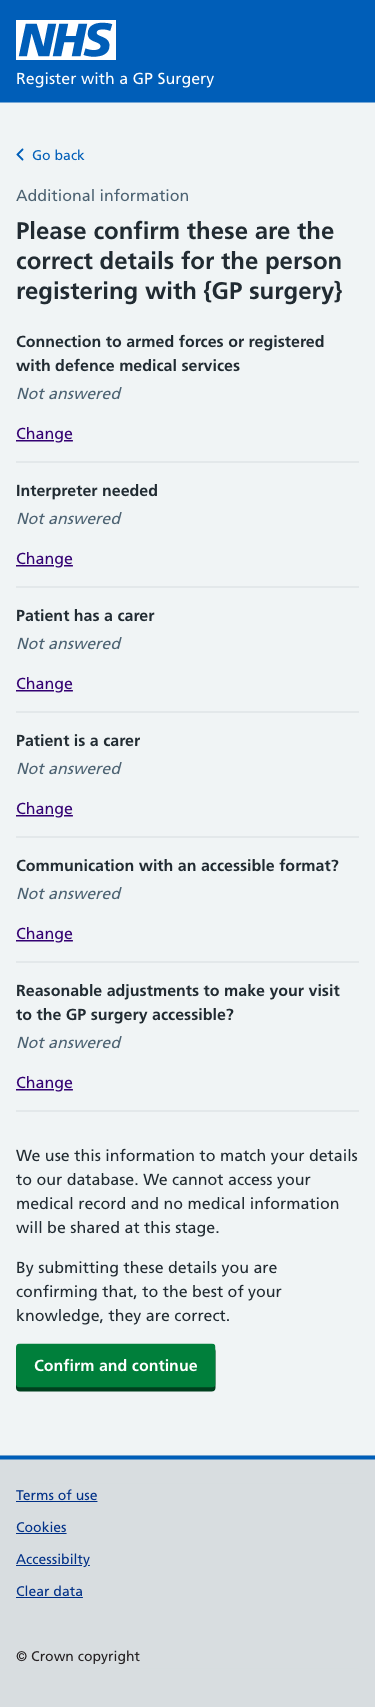 NHS
Register with a GP Surgery
Go back
Additional information
Please confirm these are the
correct details for the person
registering with {GP surgery}
Connection to armed forces or registered
with defence medical services
Not answered
Change
Interpreter needed
Not answered
Change
Patient has a carer
Not answered
Change
Patient is a carer
Not answered
Change
Communication with an accessible format?
Not answered
Change
Reasonable adjustments to make your visit
to the GP surgery accessible?
Not answered
Change
We use this information to match your details
to our database. We cannot access your
medical record and no medical information
will be shared at this stage.
By submitting these details you are
confirming that, to the best of your
knowledge, they are correct.
Confirm and continue
Terms of use
Cookies
Accessibilty
Clear data
© Crown copyright